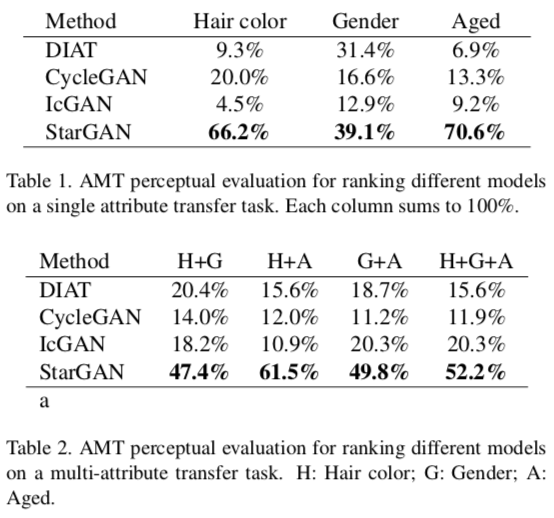 Method Hair color Gender Aged
DIAT 9.3% 31.4% 6.9%
CycleGAN 20.0% 16.6% 13.3%
IcGAN 4.5% 12.9% 9.2%
StarGAN 66.2% 39.1% 70.6%
Table 1. AMT perceptual evaluation for ranking different models
on a single attribute transfer task. Each column sums to 100%.
Method H+G H+A G+A H+G+A
DIAT 20.4% 15.6% 18.7% 15.6%
CycleGAN 14.0% 12.0% 11.2% 11.9%
IcGAN 18.2% 10.9% 20.3% 20.3%
StarGAN 47.4% 61.5% 49.8% 52.2%
a
Table 2. AMT perceptual evaluation for ranking different models
on a multi-attribute transfer task. H: Hair color; G: Gender; A:
Aged.